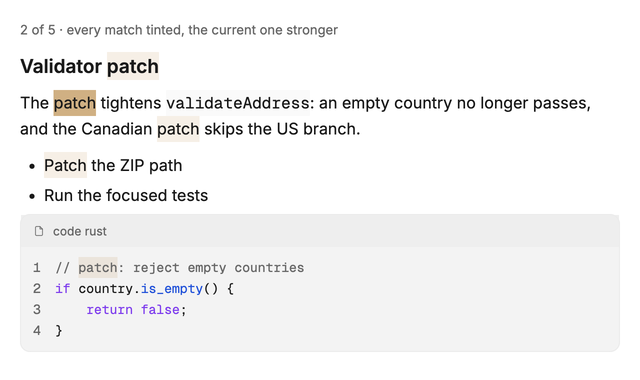 2 of 5 · every match tinted, the current one stronger
Validator patch
The patch tightens validateAddress: an empty country no longer passes,
and the Canadian patch skips the US branch.
• Patch the ZIP path
• Run the focused tests
code rust
1 // patch: reject empty countries
2 if country.is_empty() {
3     return false;
4 }